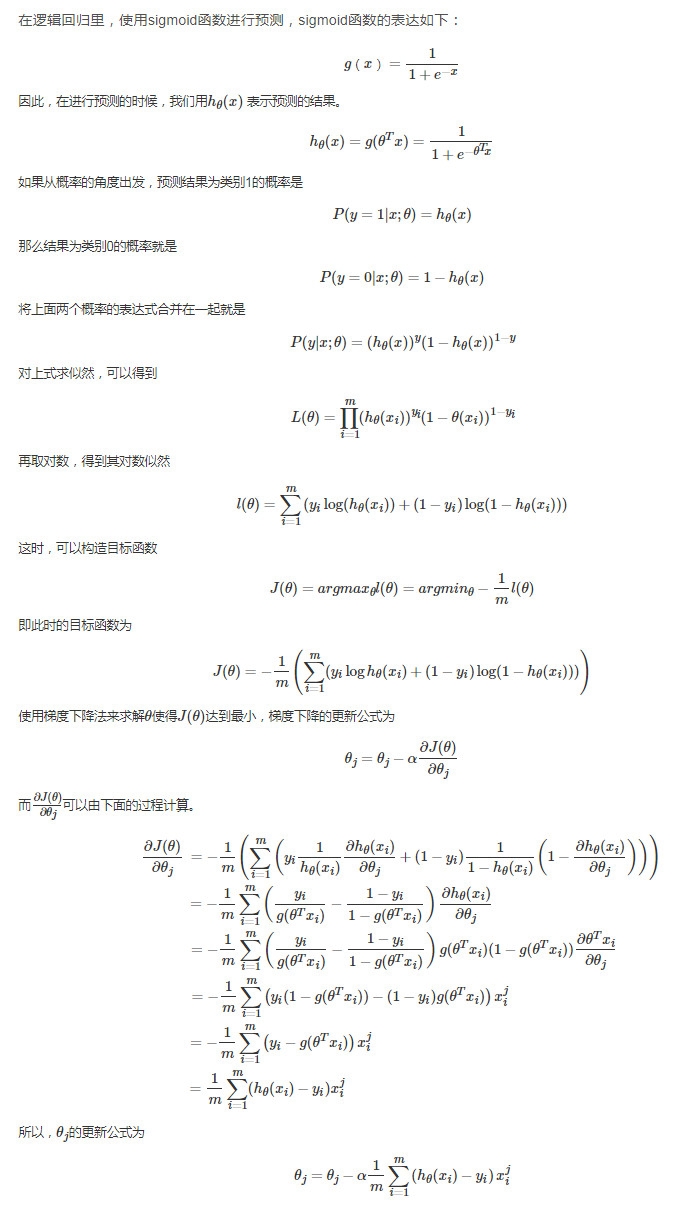 在逻辑回归里，使用sigmoid函数进行预测，sigmoid函数的表达如下：
$g(x) = \frac{1}{1+e^{-x}}$
因此，在进行预测的时候，我们用$h_\theta(x)$ 表示预测的结果。
$h_\theta(x) = g(\theta^T x) = \frac{1}{1+e^{-\theta^T x}}$
如果从概率的角度出发，预测结果为类别1的概率是
$P(y = 1|x;\theta) = h_\theta(x)$
那么结果为类别0的概率就是
$P(y = 0|x;\theta) = 1 - h_\theta(x)$
将上面两个概率的表达式合并在一起就是
$P(y|x;\theta) = (h_\theta(x))^y(1 - h_\theta(x))^{1-y}$
对上式求似然，可以得到
$L(\theta) = \prod_{i=1}^{m}(h_\theta(x_i))^{y_i}(1 - \theta(x_i))^{1-y_i}$
再取对数，得到其对数似然
$l(\theta) = \sum_{i=1}^{m}(y_i \log(h_\theta(x_i)) + (1 - y_i)\log(1 - h_\theta(x_i)))$
这时，可以构造目标函数
$J(\theta) = argmax_\theta l(\theta) = argmin_\theta - \frac{1}{m}l(\theta)$
即此时的目标函数为
$J(\theta) = -\frac{1}{m}\left(\sum_{i=1}^{m}(y_i \log h_\theta(x_i) + (1 - y_i)\log(1 - h_\theta(x_i)))\right)$
使用梯度下降法来求解$\theta$使得$J(\theta)$达到最小，梯度下降的更新公式为
$\theta_j = \theta_j - \alpha\frac{\partial J(\theta)}{\partial \theta_j}$
而$\frac{\partial J(\theta)}{\partial \theta_j}$可以由下面的过程计算。
$\frac{\partial J(\theta)}{\partial \theta_j} = -\frac{1}{m}\left(\sum_{i=1}^{m}\left(y_i\frac{1}{h_\theta(x_i)}\frac{\partial h_\theta(x_i)}{\partial \theta_j} + (1 - y_i)\frac{1}{1 - h_\theta(x_i)}\left(1 - \frac{\partial h_\theta(x_i)}{\partial \theta_j}\right)\right)\right)$
$= -\frac{1}{m}\sum_{i=1}^{m}\left(\frac{y_i}{g(\theta^T x_i)} - \frac{1 - y_i}{1 - g(\theta^T x_i)}\right)\frac{\partial h_\theta(x_i)}{\partial \theta_j}$
$= -\frac{1}{m}\sum_{i=1}^{m}\left(\frac{y_i}{g(\theta^T x_i)} - \frac{1 - y_i}{1 - g(\theta^T x_i)}\right)g(\theta^T x_i)(1 - g(\theta^T x_i))\frac{\partial \theta^T x_i}{\partial \theta_j}$
$= -\frac{1}{m}\sum_{i=1}^{m}\left(y_i(1 - g(\theta^T x_i)) - (1 - y_i)g(\theta^T x_i)\right)x_i^j$
$= -\frac{1}{m}\sum_{i=1}^{m}\left(y_i - g(\theta^T x_i)\right)x_i^j$
$= \frac{1}{m}\sum_{i=1}^{m}(h_\theta(x_i) - y_i)x_i^j$
所以，$\theta_j$的更新公式为
$\theta_j = \theta_j - \alpha\frac{1}{m}\sum_{i=1}^{m}(h_\theta(x_i) - y_i)x_i^j$